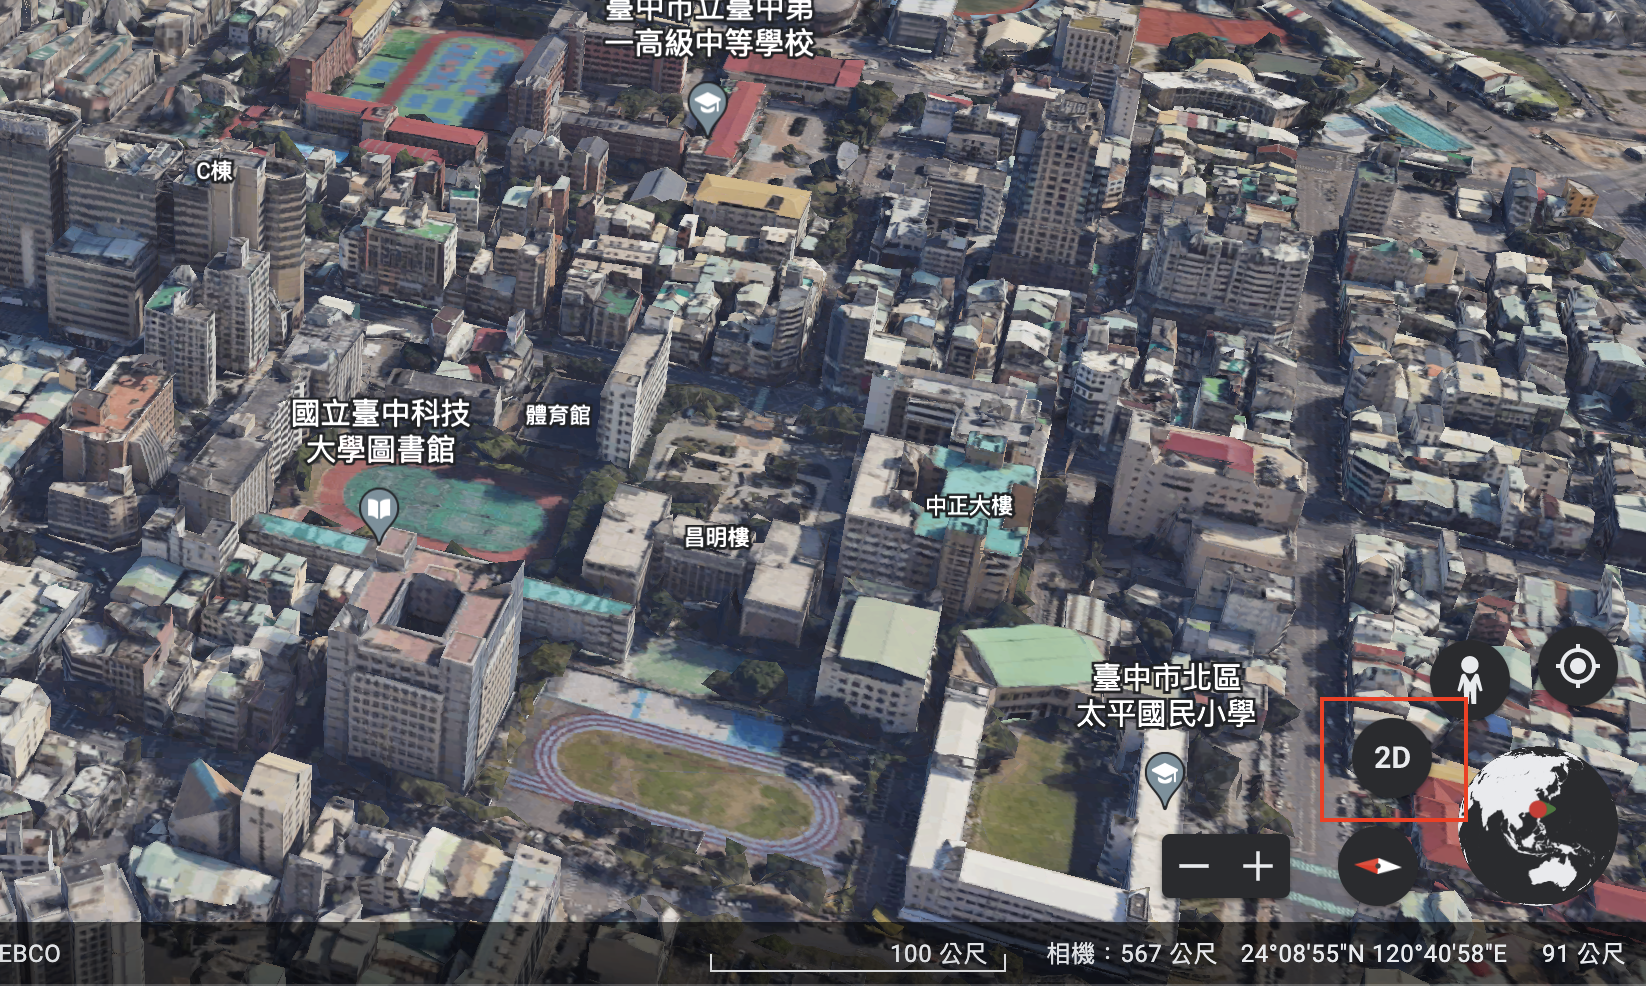 臺中市立臺中第
一高級中等學校
C棟
國立臺中科技
大學圖書館
體育館
中正大樓
昌明樓
臺中市北區
太平國民小學
2D
EBCO
100 公尺
相機：567 公尺
24°08'55"N 120°40'58"E
91 公尺